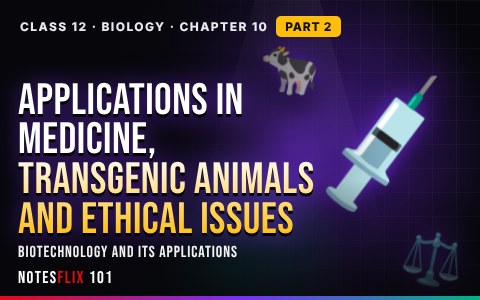 CLASS 12 · BIOLOGY · CHAPTER 10 PART 2
APPLICATIONS IN
MEDICINE,
TRANSGENIC ANIMALS
AND ETHICAL ISSUES
BIOTECHNOLOGY AND ITS APPLICATIONS
NOTESFLIX 101